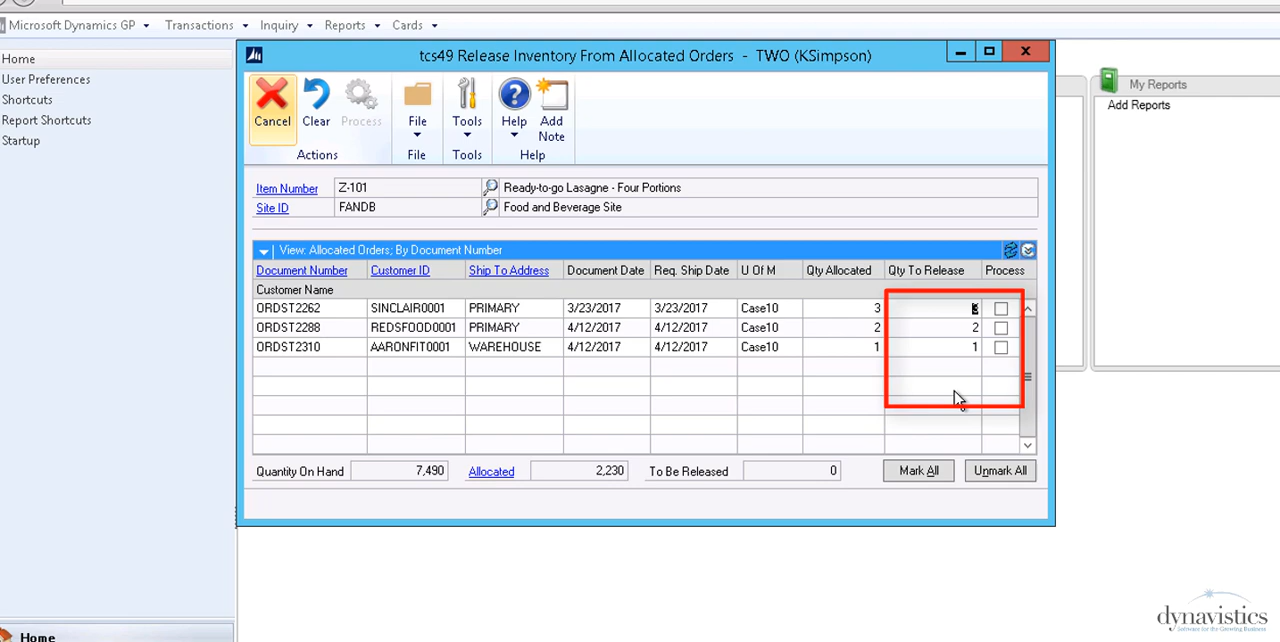 Microsoft Dynamics GP Transactions Inquiry Reports Cards
Home
User Preferences
Shortcuts
Report Shortcuts
Startup
tcs49 Release Inventory From Allocated Orders - TWO (KSimpson)
Cancel Clear Process File Tools Help Add Note
Actions File Tools Help
My Reports
Add Reports
Item Number Z-101 Ready-to-go Lasagne - Four Portions
Site ID FANDB Food and Beverage Site
View: Allocated Orders; By Document Number
Document Number Customer ID Ship To Address Document Date Req. Ship Date U Of M Qty Allocated Qty To Release Process
Customer Name
ORDST2262 SINCLAIR0001 PRIMARY 3/23/2017 3/23/2017 Case10 3
ORDST2288 REDSFOOD0001 PRIMARY 4/12/2017 4/12/2017 Case10 2 2
ORDST2310 AARONFIT0001 WAREHOUSE 4/12/2017 4/12/2017 Case10 1 1
Quantity On Hand 7,490 Allocated 2,230 To Be Released 0 Mark All Unmark All
Home
dynavistics
Software for the Growing Business